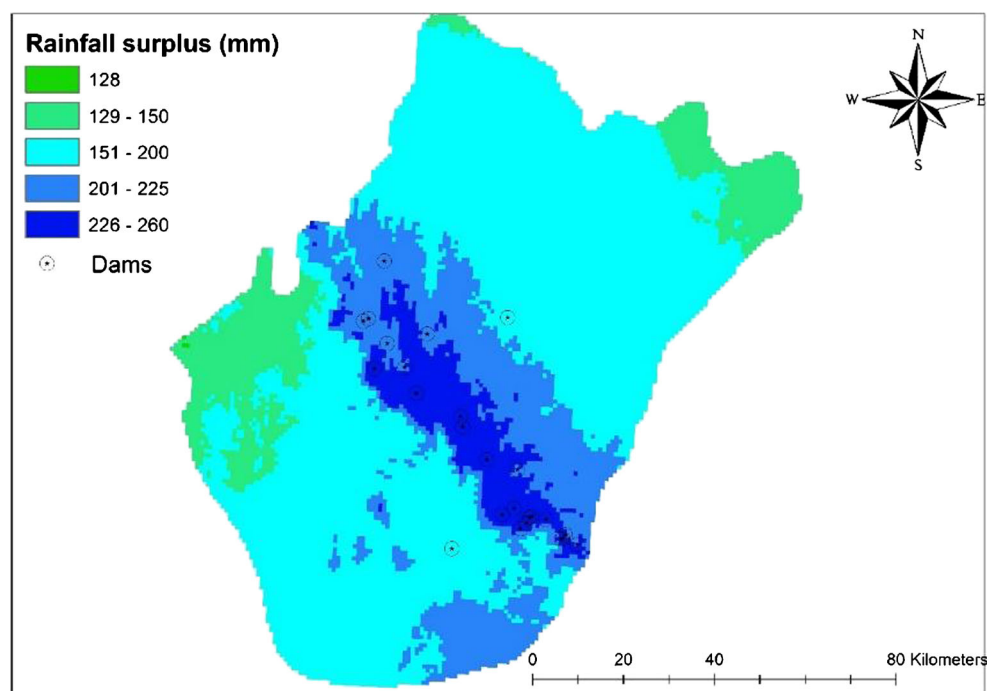 Rainfall surplus (mm)
128
129 - 150
151 - 200
201 - 225
226 - 260
Dams
N
W E
S
0 20 40 80 Kilometers